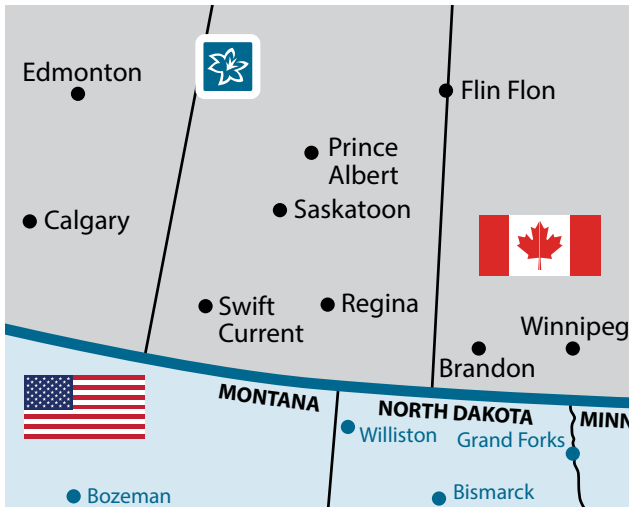 Edmonton
Flin Flon
Prince
Albert
Saskatoon
Calgary
Swift
Current
Regina
Winnipeg
Brandon
MONTANA
NORTH DAKOTA
MINN
Williston
Grand Forks
Bozeman
Bismarck